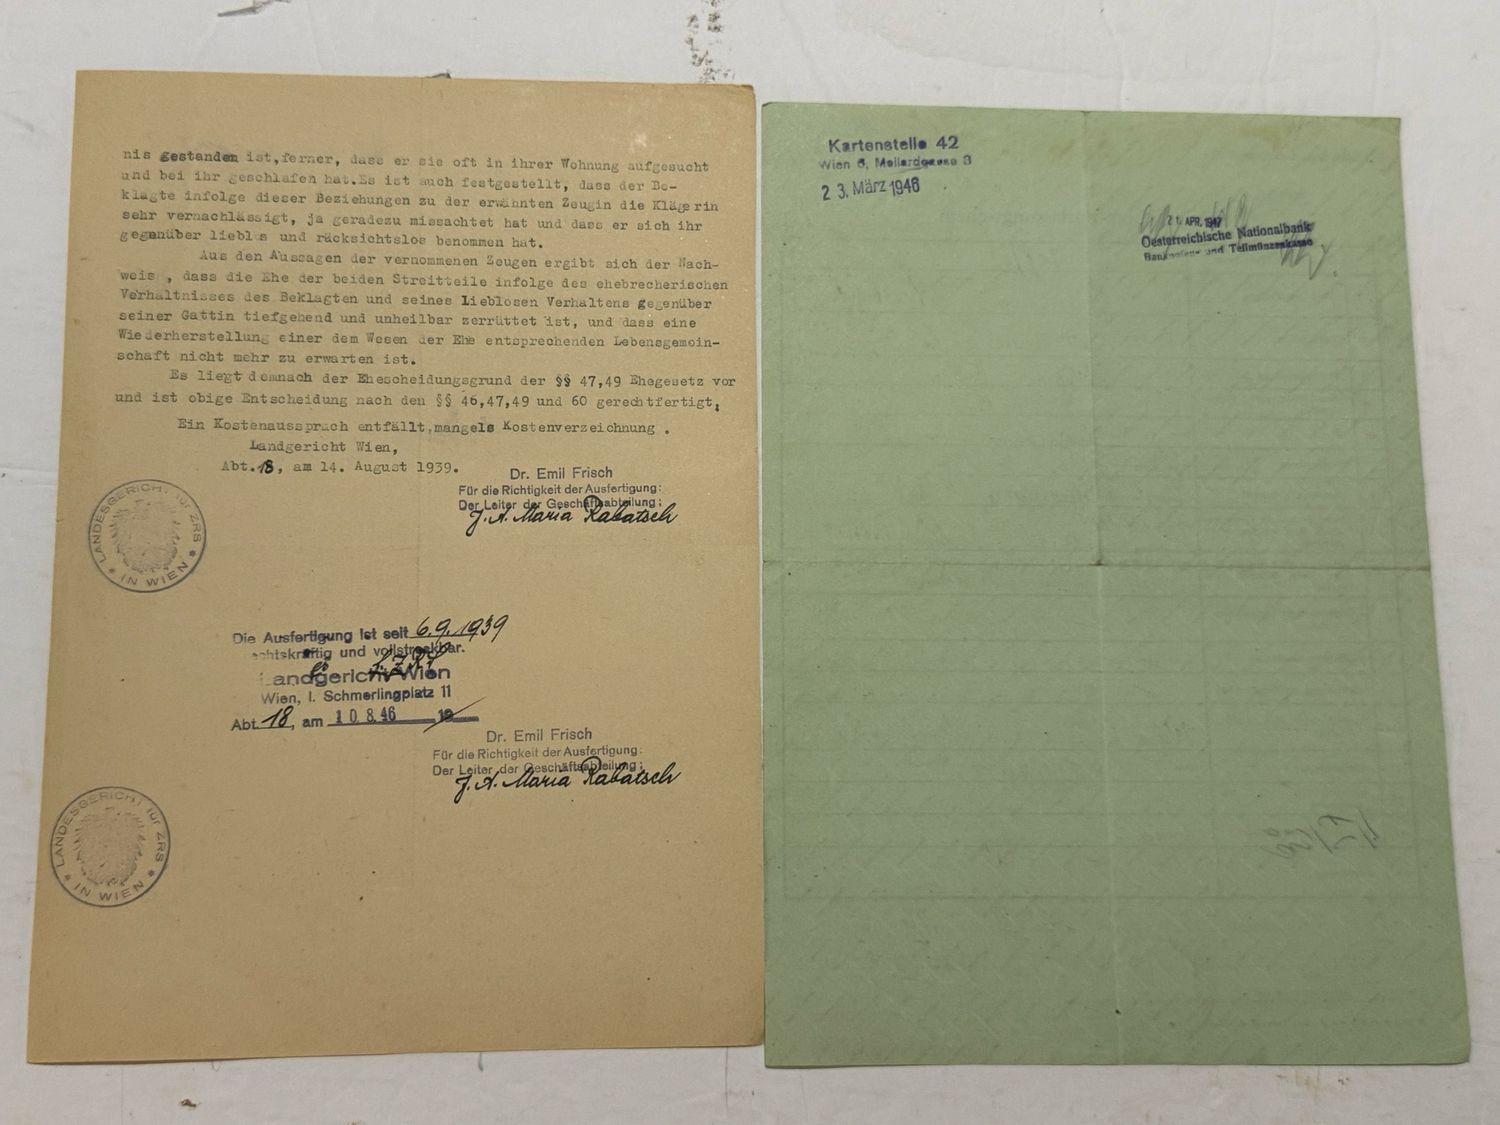 nis gestanden ist,ferner, dass er sie oft in ihrer Wohnung aufgesucht
und bei ihr geschlafen hat.Es ist auch festgestellt, dass der Be-
klagte infolge dieser Beziehungen zu der erwähnten Zeugin die Klägerin
sehr vernachlässigt, ja geradezu missachtet hat und dass er sich ihr
gegenüber lieblos und rücksichtslos benommen hat.
Aus den Aussagen der vernommenen Zeugen ergibt sich der Nach-
weis , dass die Ehe der beiden Streitteile infolge des ehebrecherischen
Verhältnisses des Beklagten und seines lieblosen Verhaltens gegenüber
seiner Gattin tiefgehend und unheilbar zerrüttet ist, und dass eine
Wiederherstellung einer dem Wesen der Ehe entsprechenden Lebensgemein-
schaft nicht mehr zu erwarten ist.
Es liegt demnach der Ehescheidungsgrund der §§ 47,49 Ehegesetz vor
und ist obige Entscheidung nach den §§ 46,47,49 und 60 gerechtfertigt.
Ein Kostenausspruch entfällt,mangels Kostenverzeichnung .
Landgericht Wien,
Abt.18, am 14. August 1939.
Dr. Emil Frisch
Für die Richtigkeit der Ausfertigung:
Der Leiter der Geschäftsabteilung:
J. A. Maria Rabatsch
LANDESGERICHT für ZRS * IN WIEN *
Die Ausfertigung ist seit 6.9.1939
rechtskräftig und vollstreckbar.
Landgericht Wien
Wien, I. Schmerlingplatz 11
Abt. 18, am 10.8.46 19
Dr. Emil Frisch
Für die Richtigkeit der Ausfertigung:
Der Leiter der Geschäftsabteilung:
J. A. Maria Rabatsch
LANDESGERICHT für ZRS * IN WIEN *
Kartenstelle 42
Wien 6, Mollardgasse 3
23. März 1946
21. APR. 1947
Oesterreichische Nationalbank
Banknoten- und Teilmünzenkasse